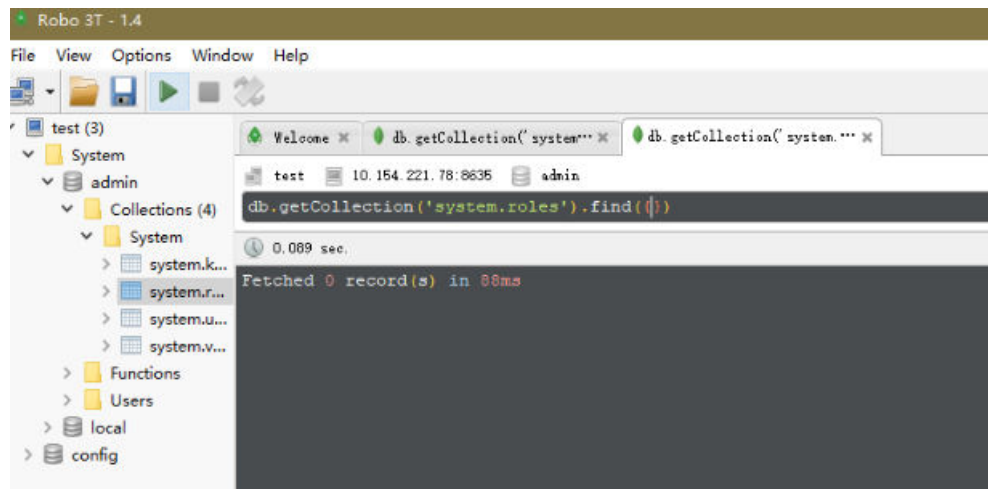 Robo 3T - 1.4
File View Options Window Help
test (3)
System
admin
Collections (4)
System
system.k...
system.r...
system.u...
system.v...
Functions
Users
local
config
Welcome db.getCollection('system··· db.getCollection('system.···
test 10.154.221.78:8635 admin
db.getCollection('system.roles').find({})
0.089 sec.
Fetched 0 record(s) in 88ms